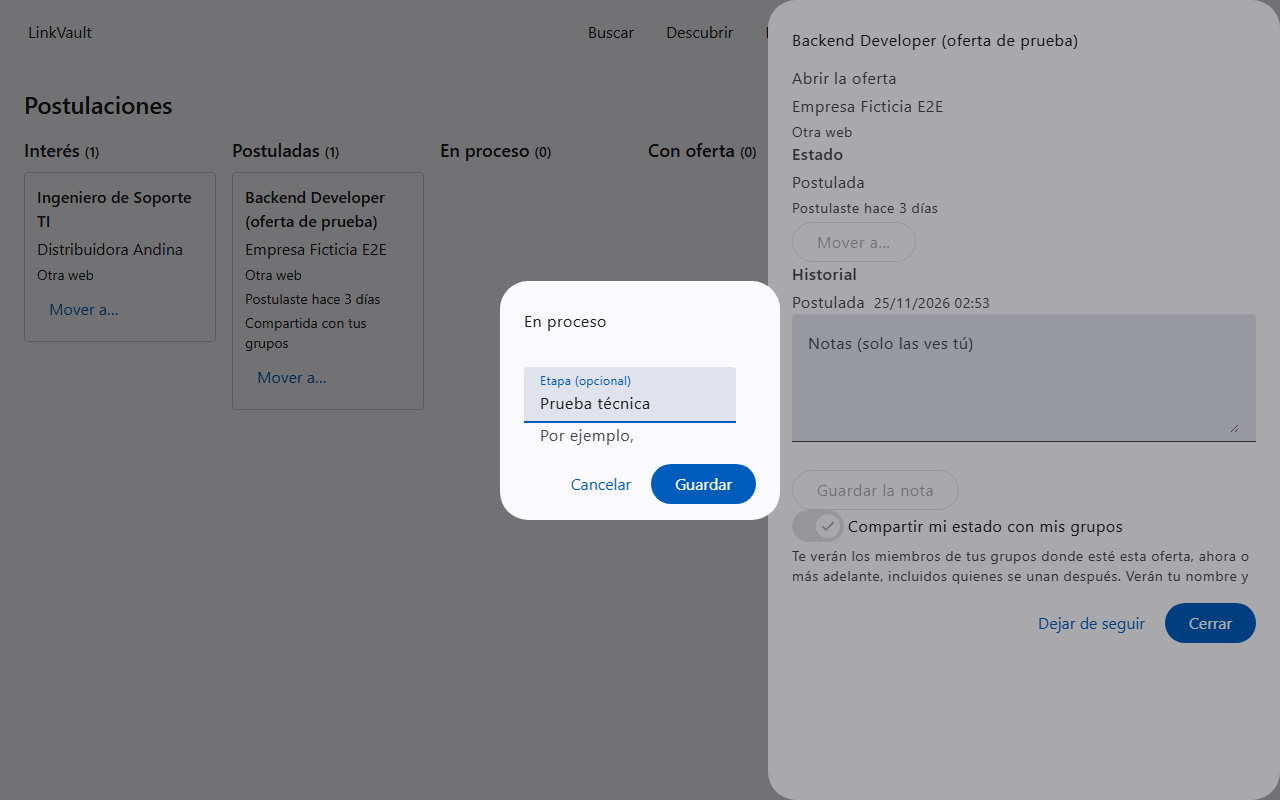 LinkVault
Buscar
Descubrir
Postulaciones
Interés (1)
Ingeniero de Soporte
TI
Distribuidora Andina
Otra web
Mover a...
Postuladas (1)
Backend Developer
(oferta de prueba)
Empresa Ficticia E2E
Otra web
Postulaste hace 3 días
Compartida con tus
grupos
Mover a...
En proceso (0)
Con oferta (0)
En proceso
Etapa (opcional)
Prueba técnica
Por ejemplo,
Cancelar
Guardar
Backend Developer (oferta de prueba)
Abrir la oferta
Empresa Ficticia E2E
Otra web
Estado
Postulada
Postulaste hace 3 días
Mover a...
Historial
Postulada 25/11/2026 02:53
Notas (solo las ves tú)
Guardar la nota
Compartir mi estado con mis grupos
Te verán los miembros de tus grupos donde esté esta oferta, ahora o
más adelante, incluidos quienes se unan después. Verán tu nombre y
Dejar de seguir
Cerrar